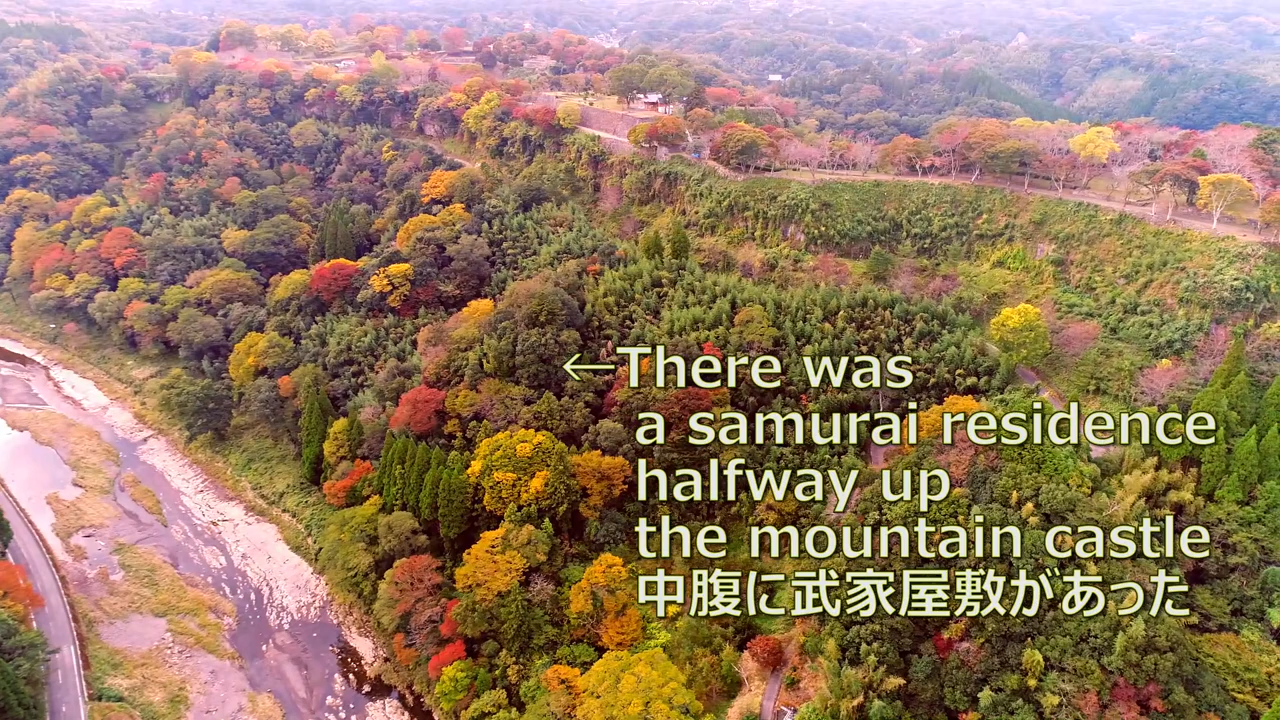 ←There was
a samurai residence
halfway up
the mountain castle
中腹に武家屋敷があった